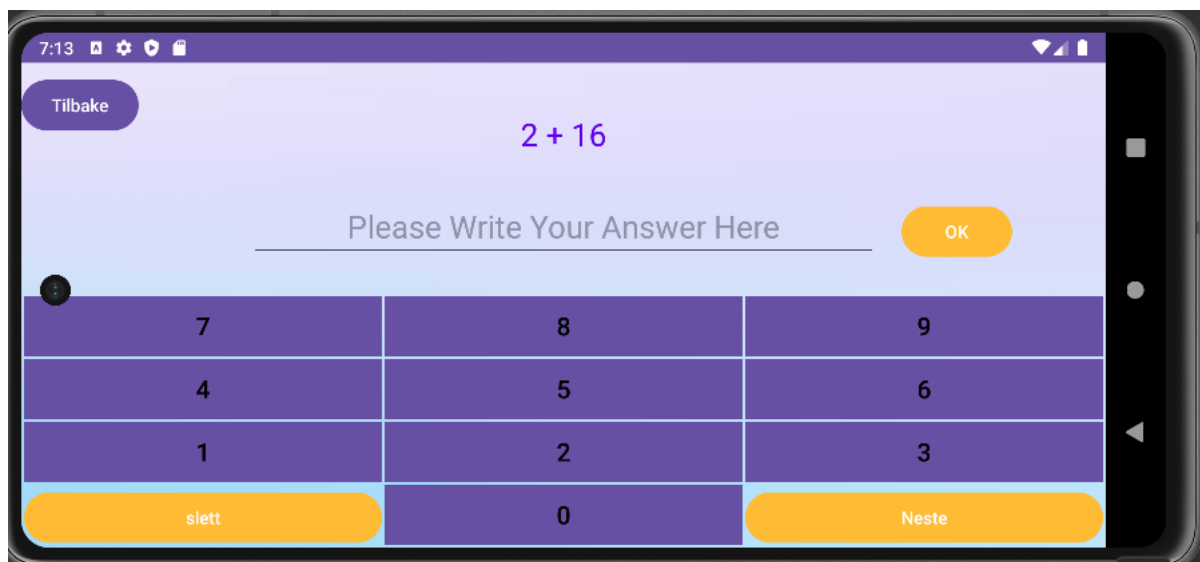 7:13
Tilbake
2 + 16
Please Write Your Answer Here
OK
7 8 9
4 5 6
1 2 3
slett 0 Neste